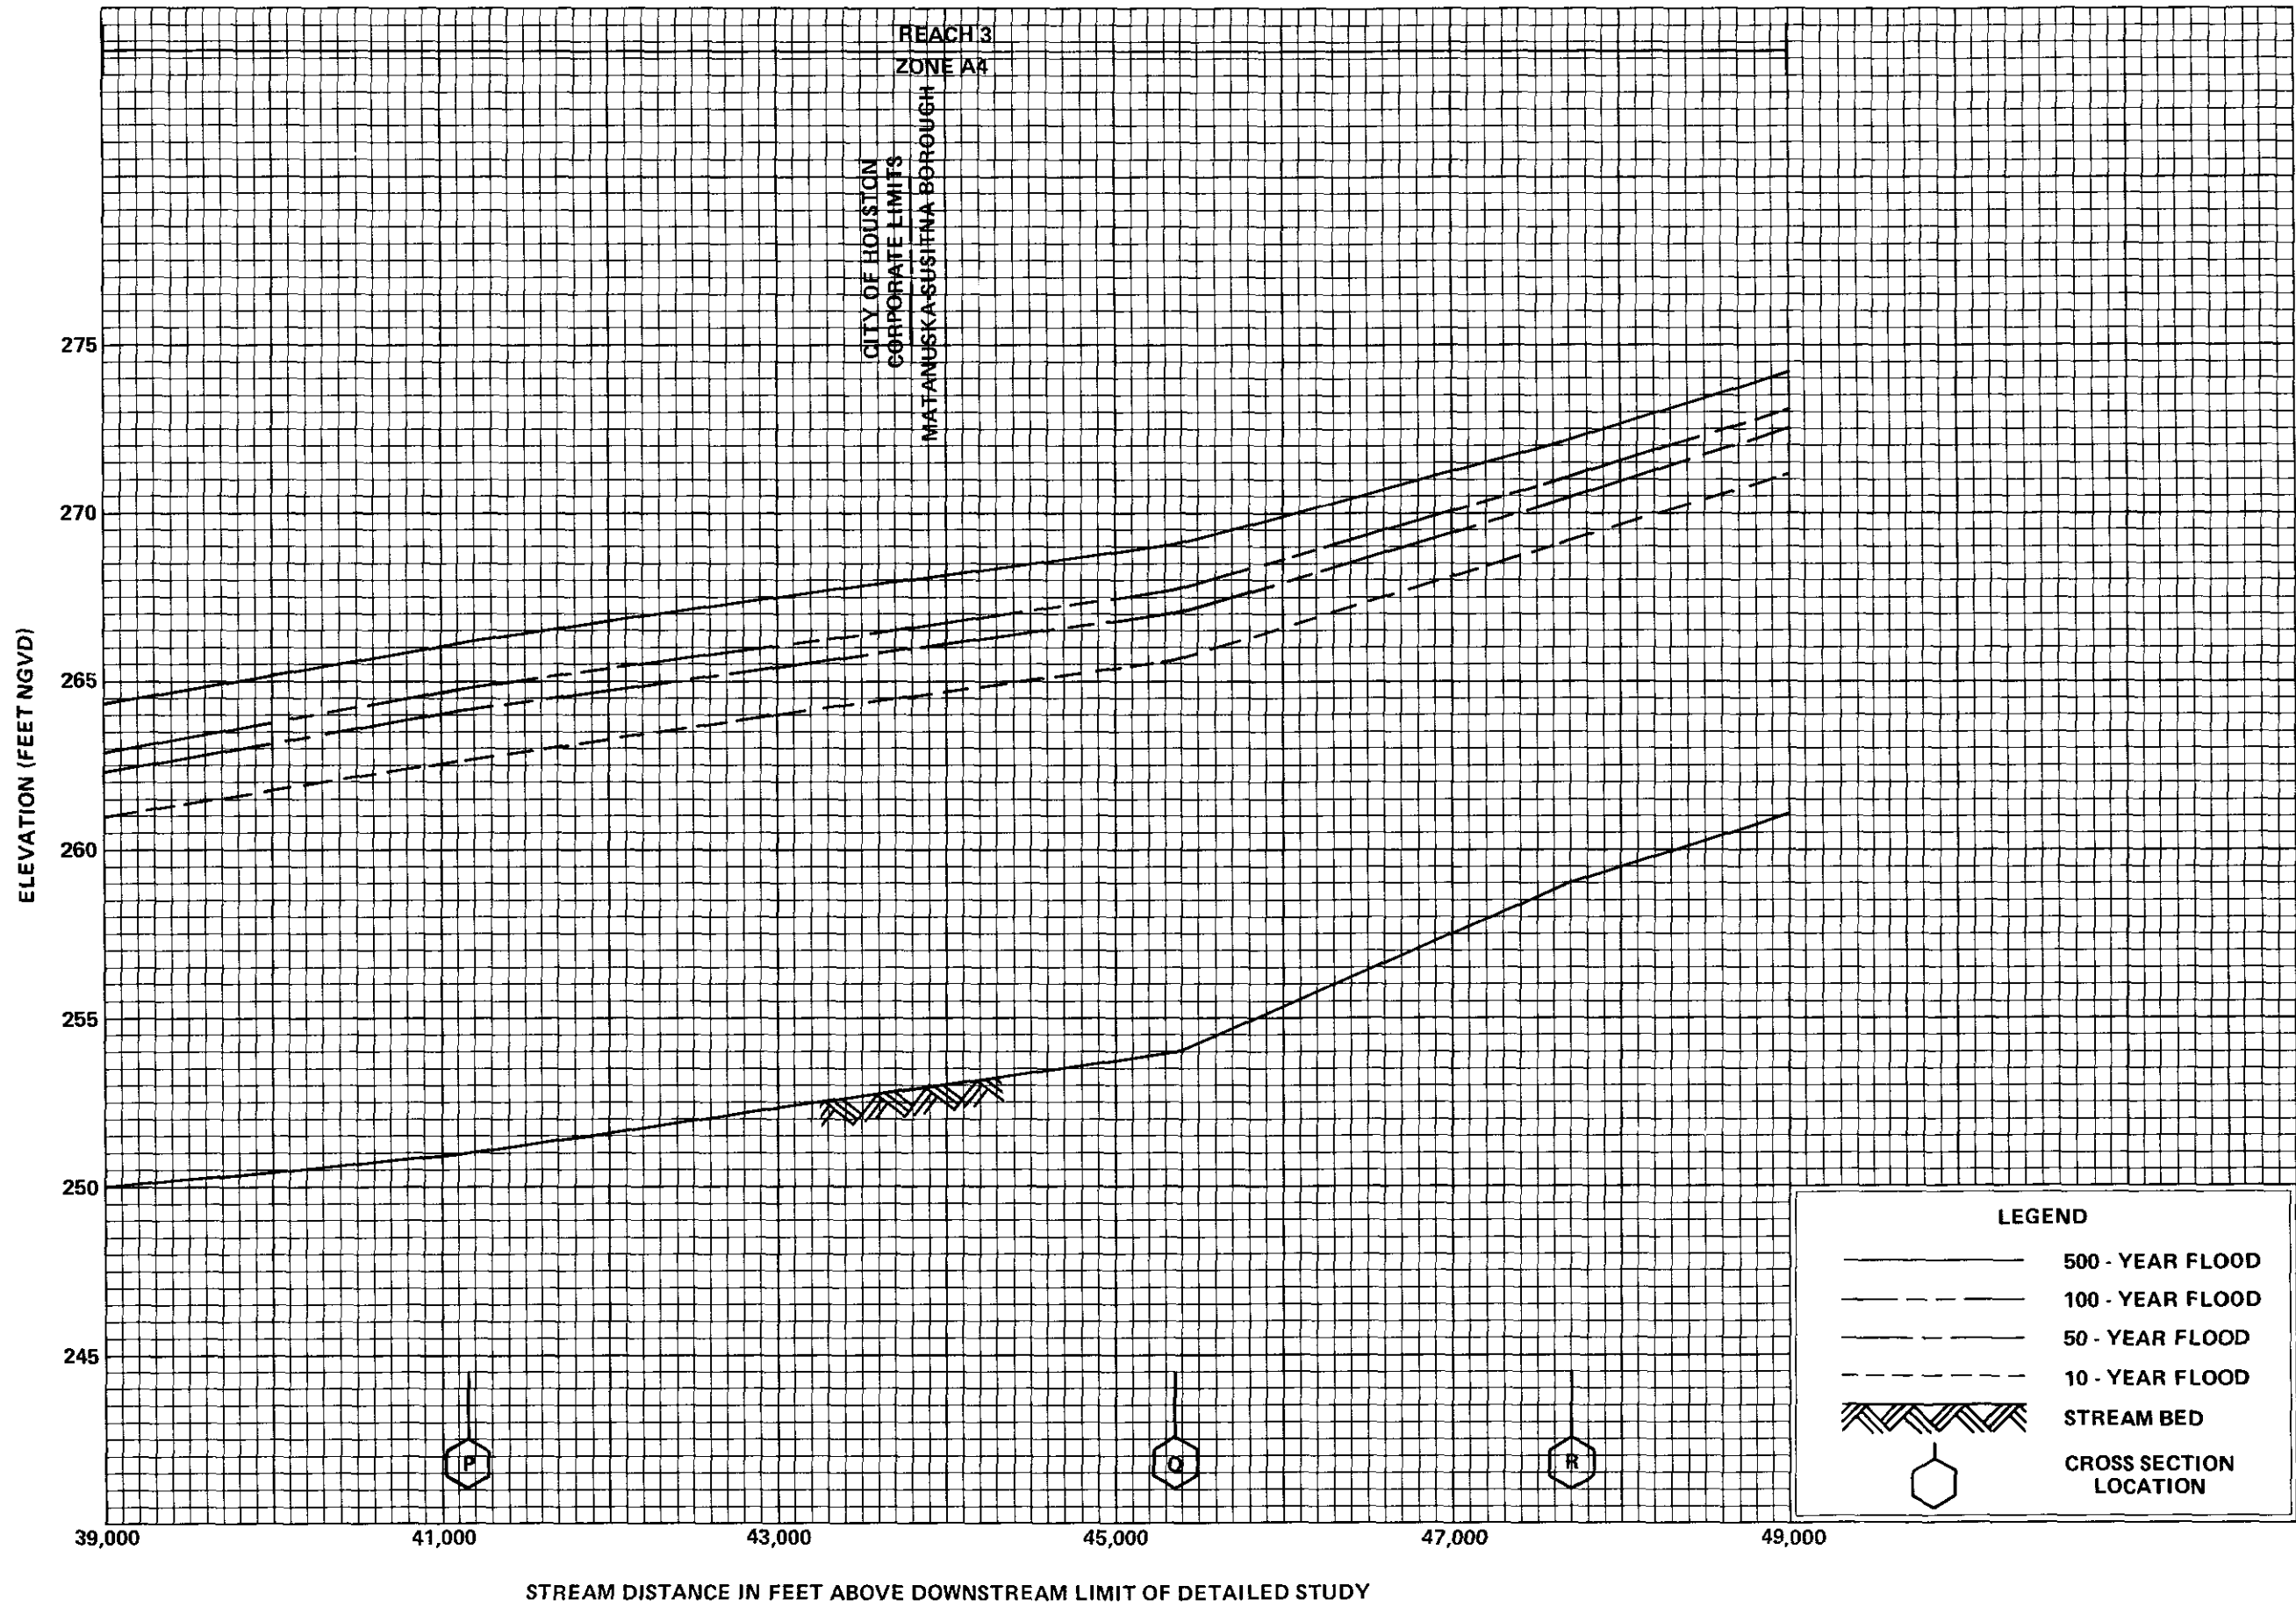 REACH 3
ZONE A4
CITY OF HOUSTON
CORPORATE LIMITS
MATANUSKA-SUSITNA BOROUGH
ELEVATION (FEET NGVD)
275
270
265
260
255
250
245
P
Q
R
39,000
41,000
43,000
45,000
47,000
49,000
STREAM DISTANCE IN FEET ABOVE DOWNSTREAM LIMIT OF DETAILED STUDY
LEGEND
500 - YEAR FLOOD
100 - YEAR FLOOD
50 - YEAR FLOOD
10 - YEAR FLOOD
STREAM BED
CROSS SECTION
LOCATION